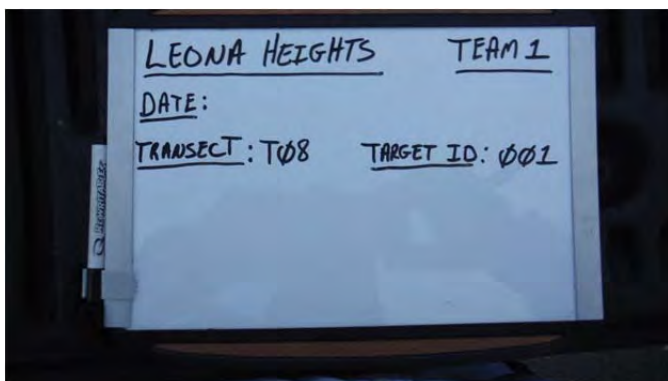 LEONA HEIGHTS TEAM 1
DATE:
TRANSECT: TØ8 TARGET ID: ØØ1